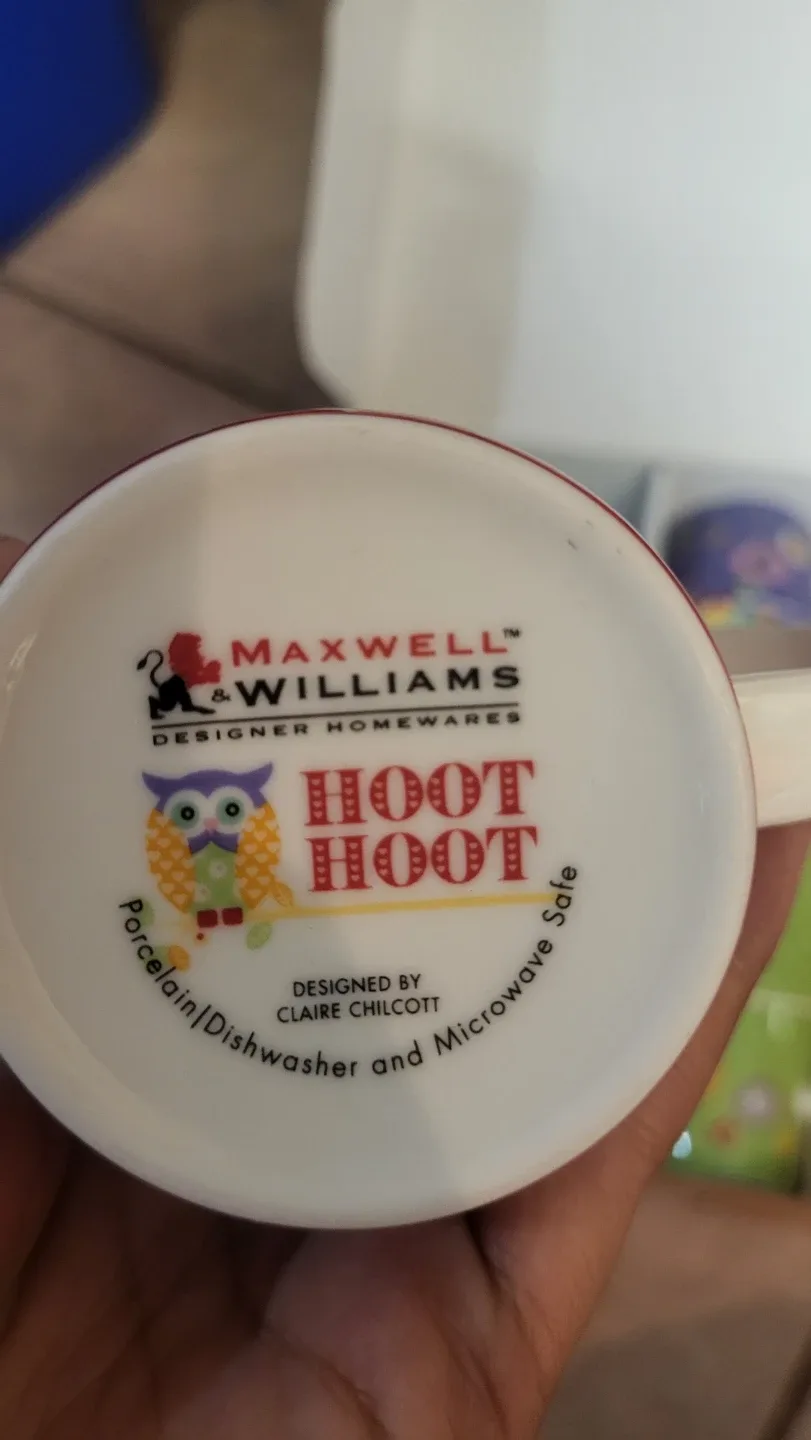 MAXWELL™
& WILLIAMS
DESIGNER HOMEWARES
HOOT
HOOT
DESIGNED BY
CLAIRE CHILCOTT
Porcelain/Dishwasher and Microwave Safe